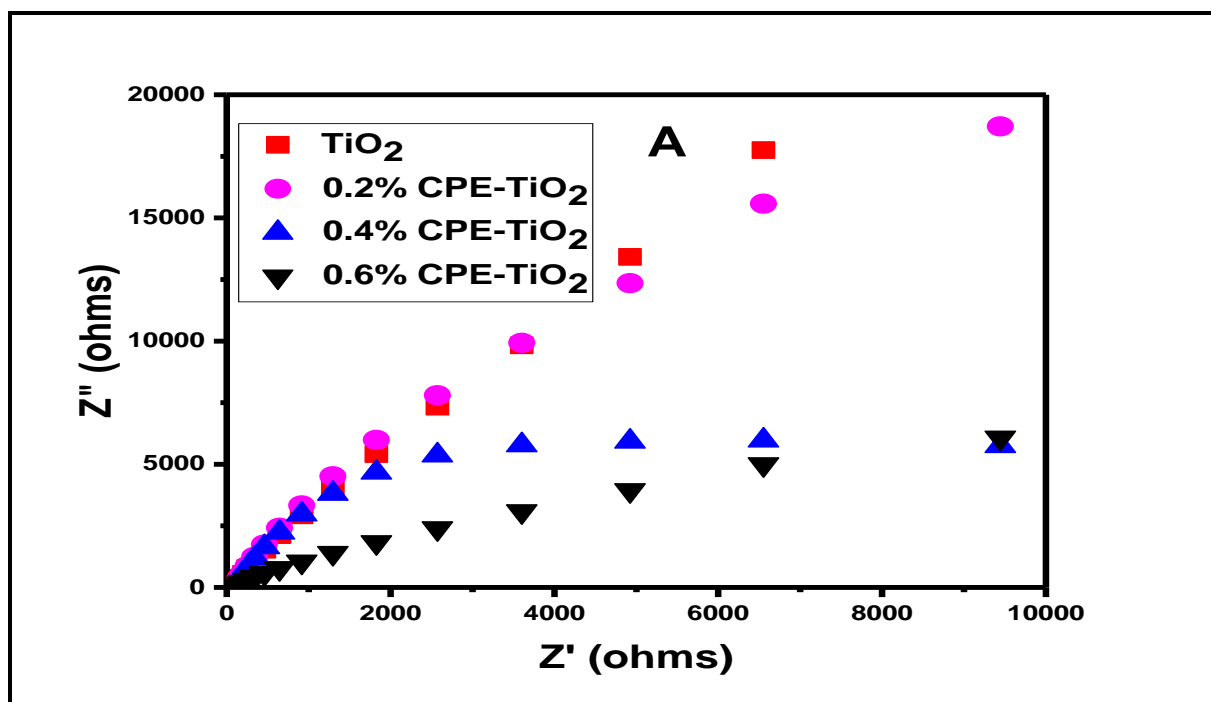 A
TiO2
0.2% CPE-TiO2
0.4% CPE-TiO2
0.6% CPE-TiO2
Z" (ohms)
20000
15000
10000
5000
0
0 2000 4000 6000 8000 10000
Z' (ohms)